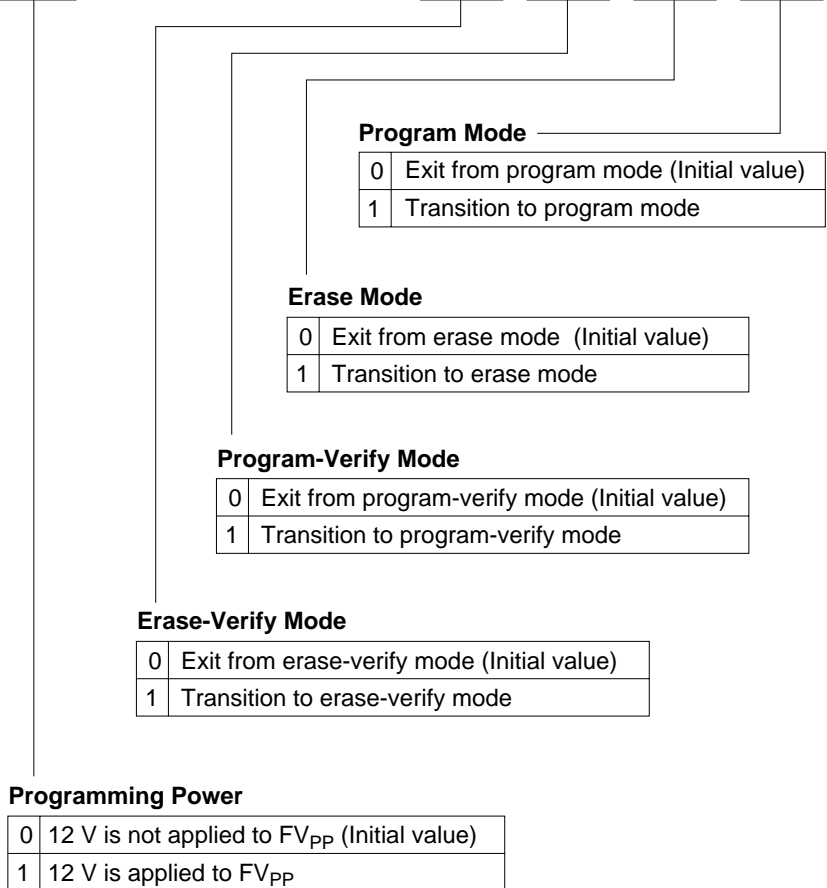 Program Mode
0 Exit from program mode (Initial value)
1 Transition to program mode
Erase Mode
0 Exit from erase mode (Initial value)
1 Transition to erase mode
Program-Verify Mode
0 Exit from program-verify mode (Initial value)
1 Transition to program-verify mode
Erase-Verify Mode
0 Exit from erase-verify mode (Initial value)
1 Transition to erase-verify mode
Programming Power
0 12 V is not applied to FVPP (Initial value)
1 12 V is applied to FVPP